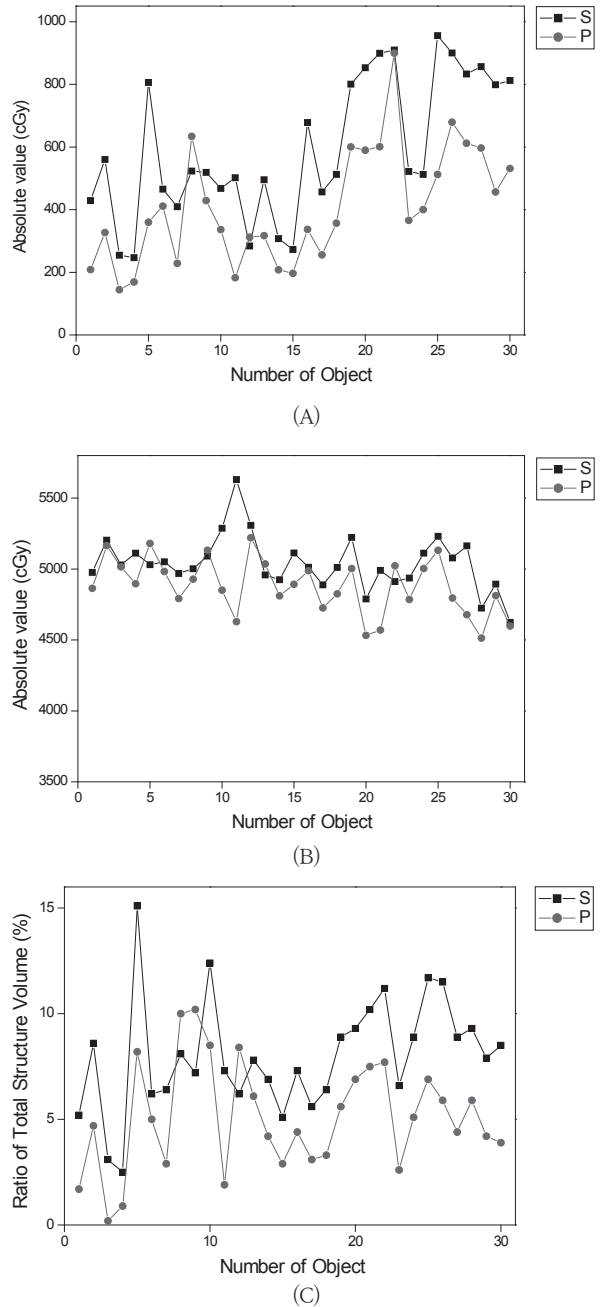 S
P
1000
800
600
400
200
0
Absolute value (cGy)
0 5 10 15 20 25 30
Number of Object
(A)
S
P
5500
5000
4500
4000
3500
Absolute value (cGy)
0 5 10 15 20 25 30
Number of Object
(B)
S
P
15
10
5
0
Ratio of Total Structure Volume (%)
0 10 20 30
Number of Object
(C)